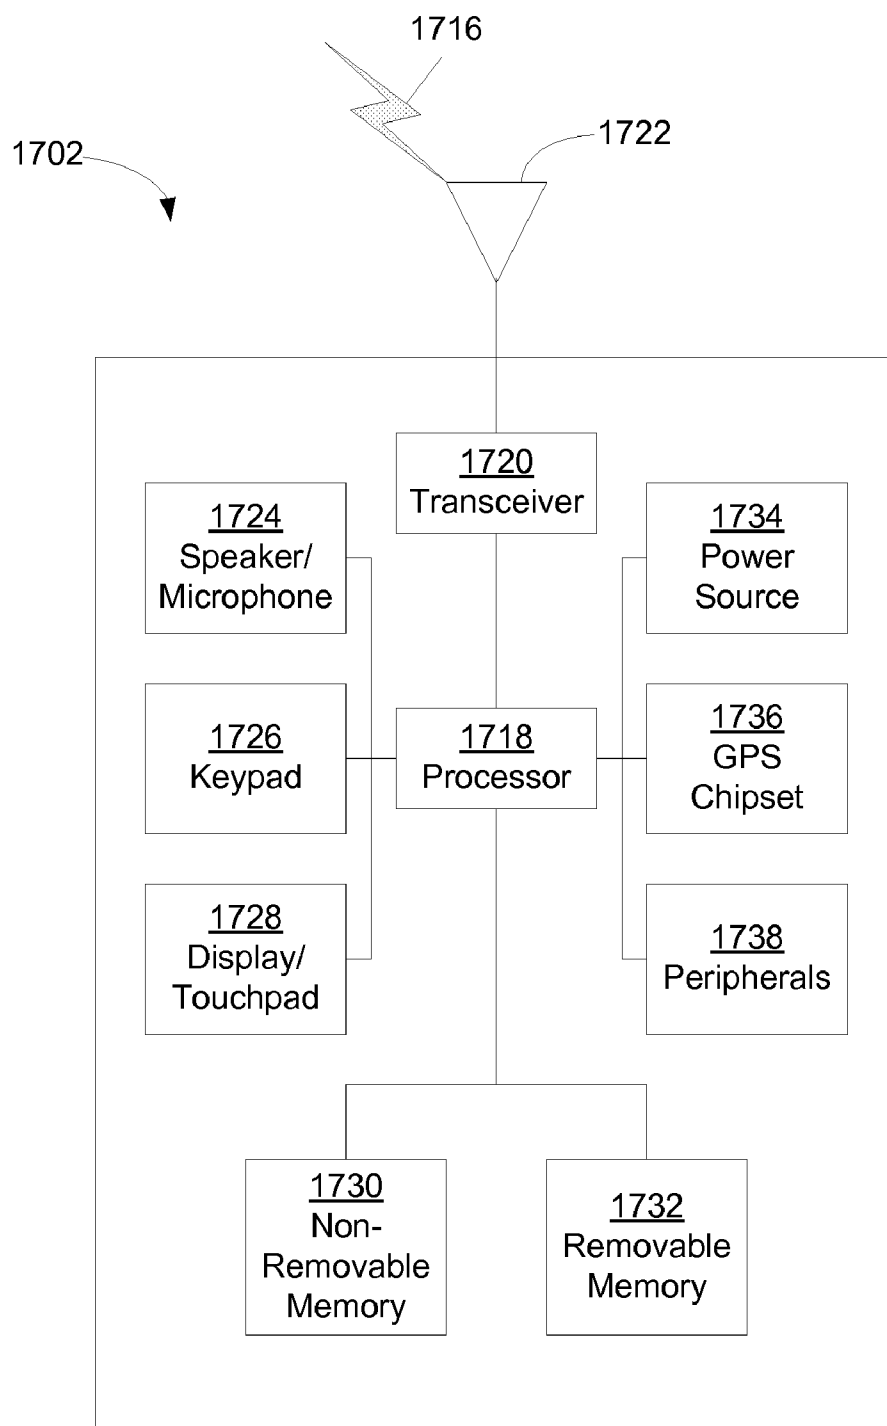 1716
1722
1702
1720
Transceiver
1724
Speaker/
Microphone
1734
Power
Source
1726
Keypad
1718
Processor
1736
GPS
Chipset
1728
Display/
Touchpad
1738
Peripherals
1730
Non-
Removable
Memory
1732
Removable
Memory